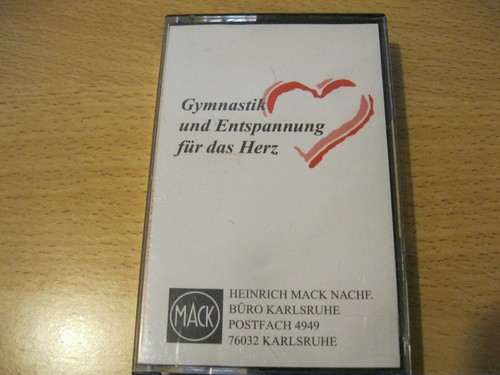 Gymnastik
und Entspannung
für das Herz
MACK
HEINRICH MACK NACHF.
BÜRO KARLSRUHE
POSTFACH 4949
76032 KARLSRUHE